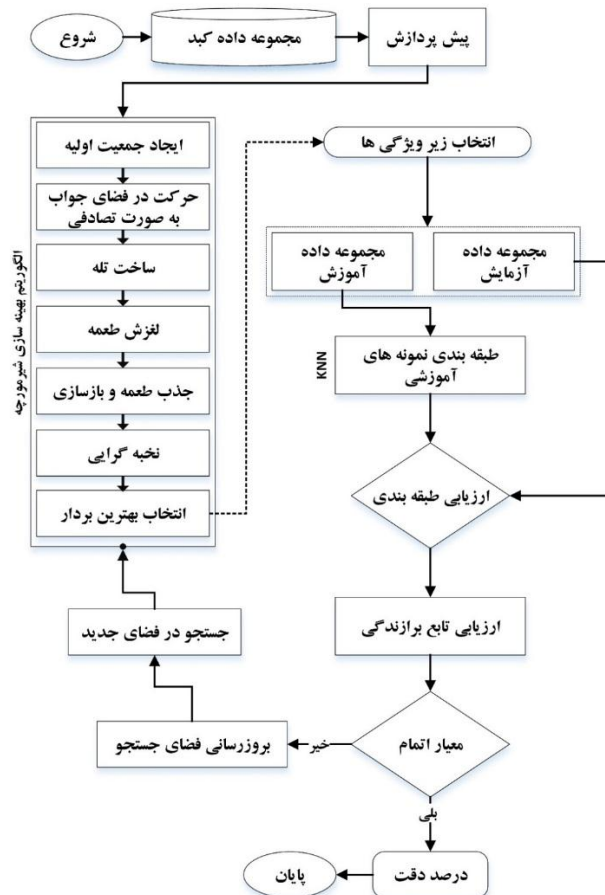 شروع
مجموعه داده کبد
پیش پردازش
الگوریتم بهینه سازی شیرمورچه
ایجاد جمعیت اولیه
حرکت در فضای جواب
به صورت تصادفی
ساخت تله
لغزش طعمه
جذب طعمه و بازسازی
نخبه گرایی
انتخاب بهترین بردار
انتخاب زیر ویژگی ها
مجموعه داده
آزمایش
مجموعه داده
آموزش
KNN
طبقه بندی نمونه های
آموزشی
ارزیابی طبقه بندی
ارزیابی تابع برازندگی
معیار اتمام
خیر
بروزرسانی فضای جستجو
جستجو در فضای جدید
بلی
درصد دقت
پایان